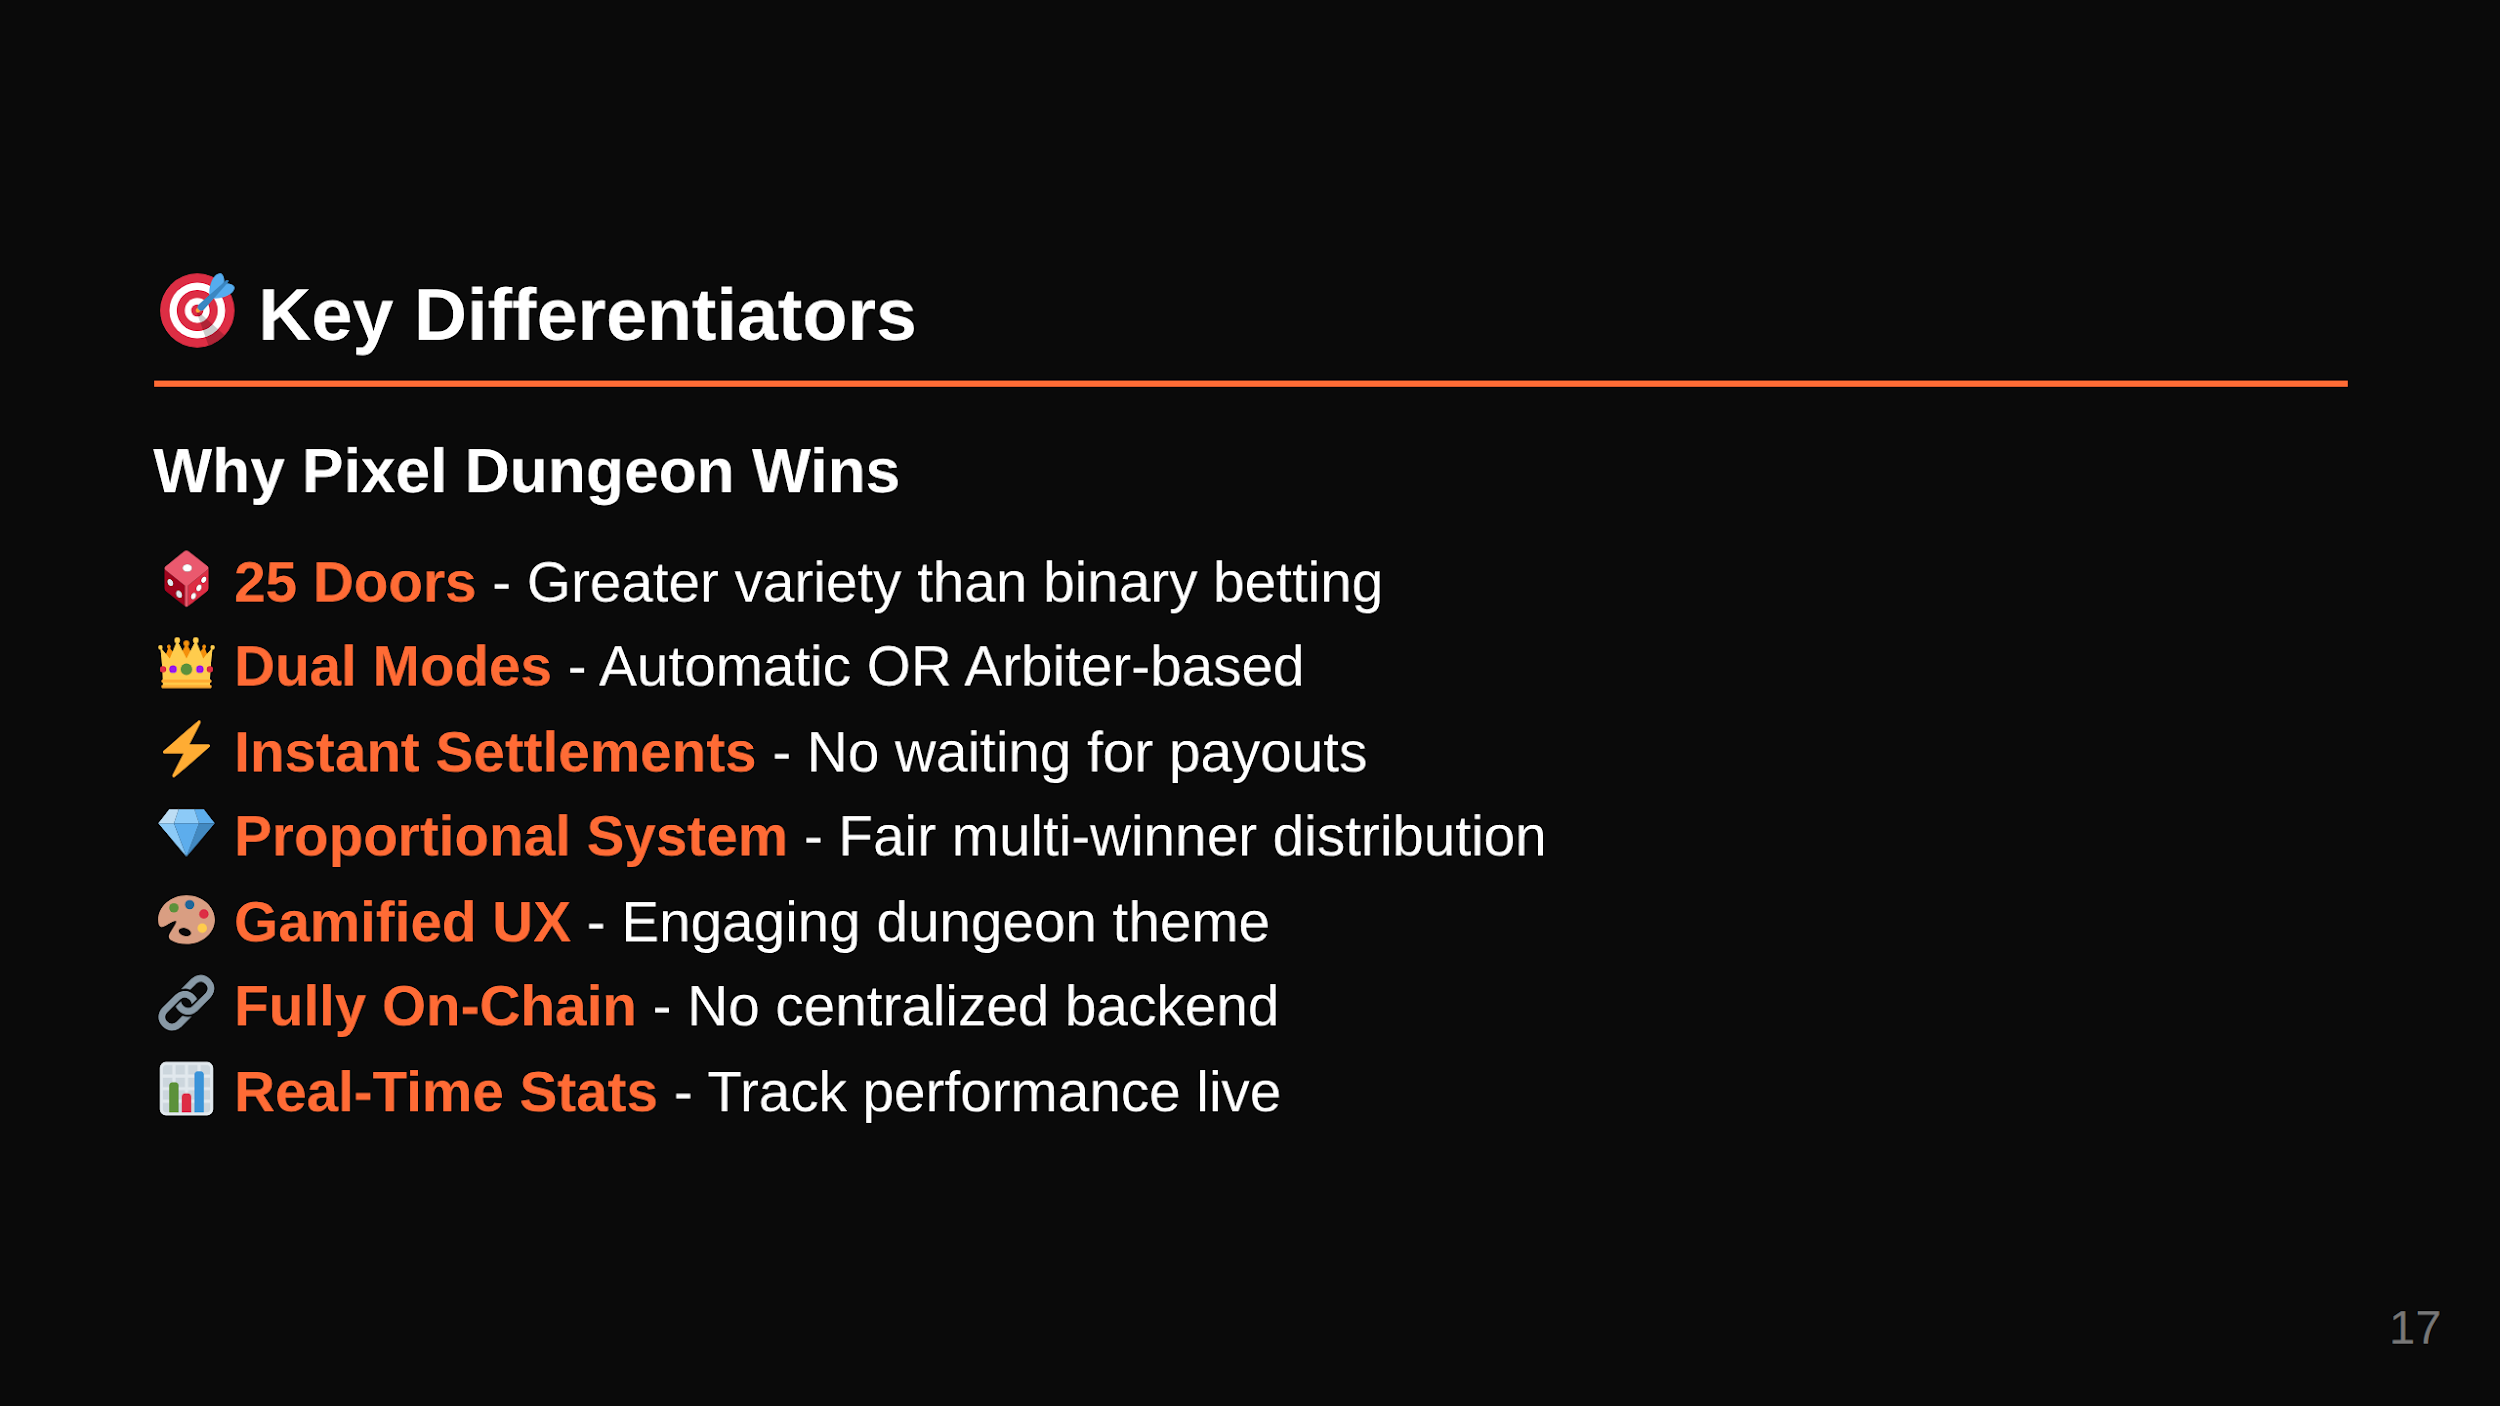 🎯 Key Differentiators
Why Pixel Dungeon Wins
🎲 25 Doors - Greater variety than binary betting
👑 Dual Modes - Automatic OR Arbiter-based
⚡ Instant Settlements - No waiting for payouts
💎 Proportional System - Fair multi-winner distribution
🎨 Gamified UX - Engaging dungeon theme
🔗 Fully On-Chain - No centralized backend
📊 Real-Time Stats - Track performance live
17